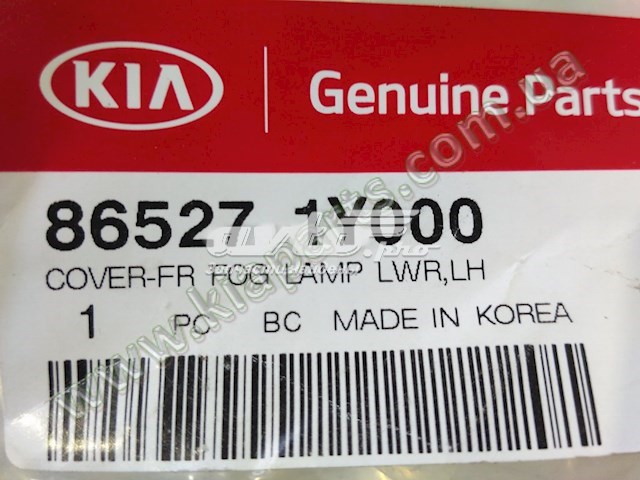 KIA
Genuine Parts
86527 1Y000
COVER-FR FOG LAMP LWR,LH
1 PC BC MADE IN KOREA
www.kiaparts.com.ua